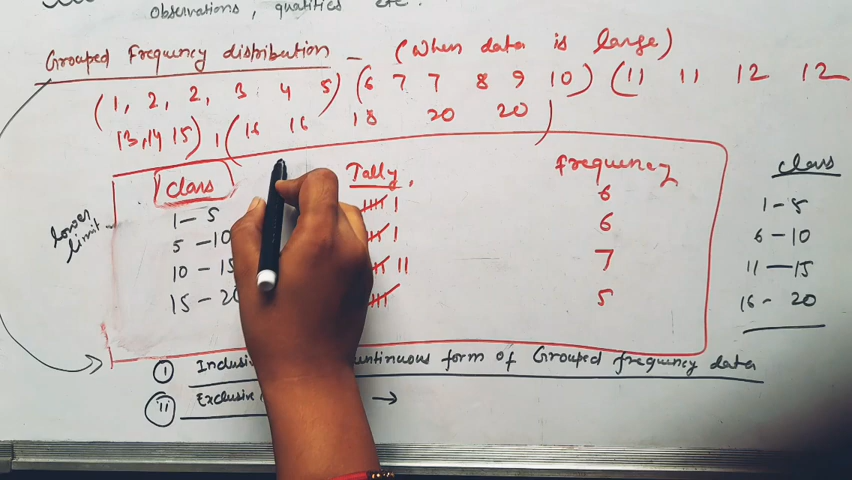 observations, qualities etc.
Grouped Frequency distribution - (When data is large)
(1, 2, 2, 3 4 5) (6 7 7 8 9 10) (11 11 12 12
13,14 15), (16 16 18 20 20)
class Tally, frequency class
1-5 |||| | 6 1-5
5-10 | 6 6-10
10-15 || 7 11-15
15-20 |||| 5 16-20
lower limit
(i) Inclusive continuous form of Grouped frequency data
(ii) Exclusive →